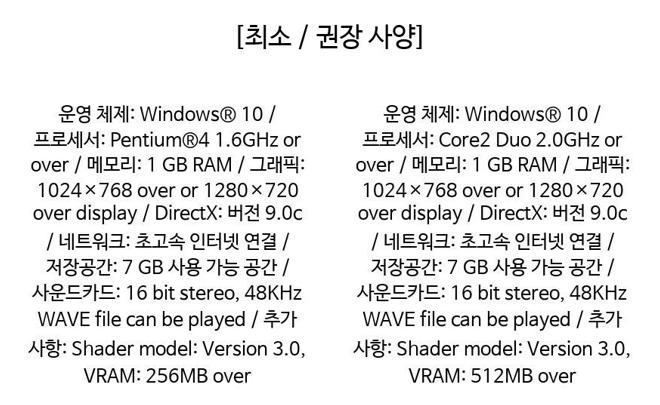 [최소 / 권장 사양]
운영 체제: Windows® 10 /
프로세서: Pentium®4 1.6GHz or
over / 메모리: 1 GB RAM / 그래픽:
1024×768 over or 1280×720
over display / DirectX: 버전 9.0c
/ 네트워크: 초고속 인터넷 연결 /
저장공간: 7 GB 사용 가능 공간 /
사운드카드: 16 bit stereo, 48KHz
WAVE file can be played / 추가
사항: Shader model: Version 3.0,
VRAM: 256MB over
운영 체제: Windows® 10 /
프로세서: Core2 Duo 2.0GHz or
over / 메모리: 1 GB RAM / 그래픽:
1024×768 over or 1280×720
over display / DirectX: 버전 9.0c
/ 네트워크: 초고속 인터넷 연결 /
저장공간: 7 GB 사용 가능 공간 /
사운드카드: 16 bit stereo, 48KHz
WAVE file can be played / 추가
사항: Shader model: Version 3.0,
VRAM: 512MB over